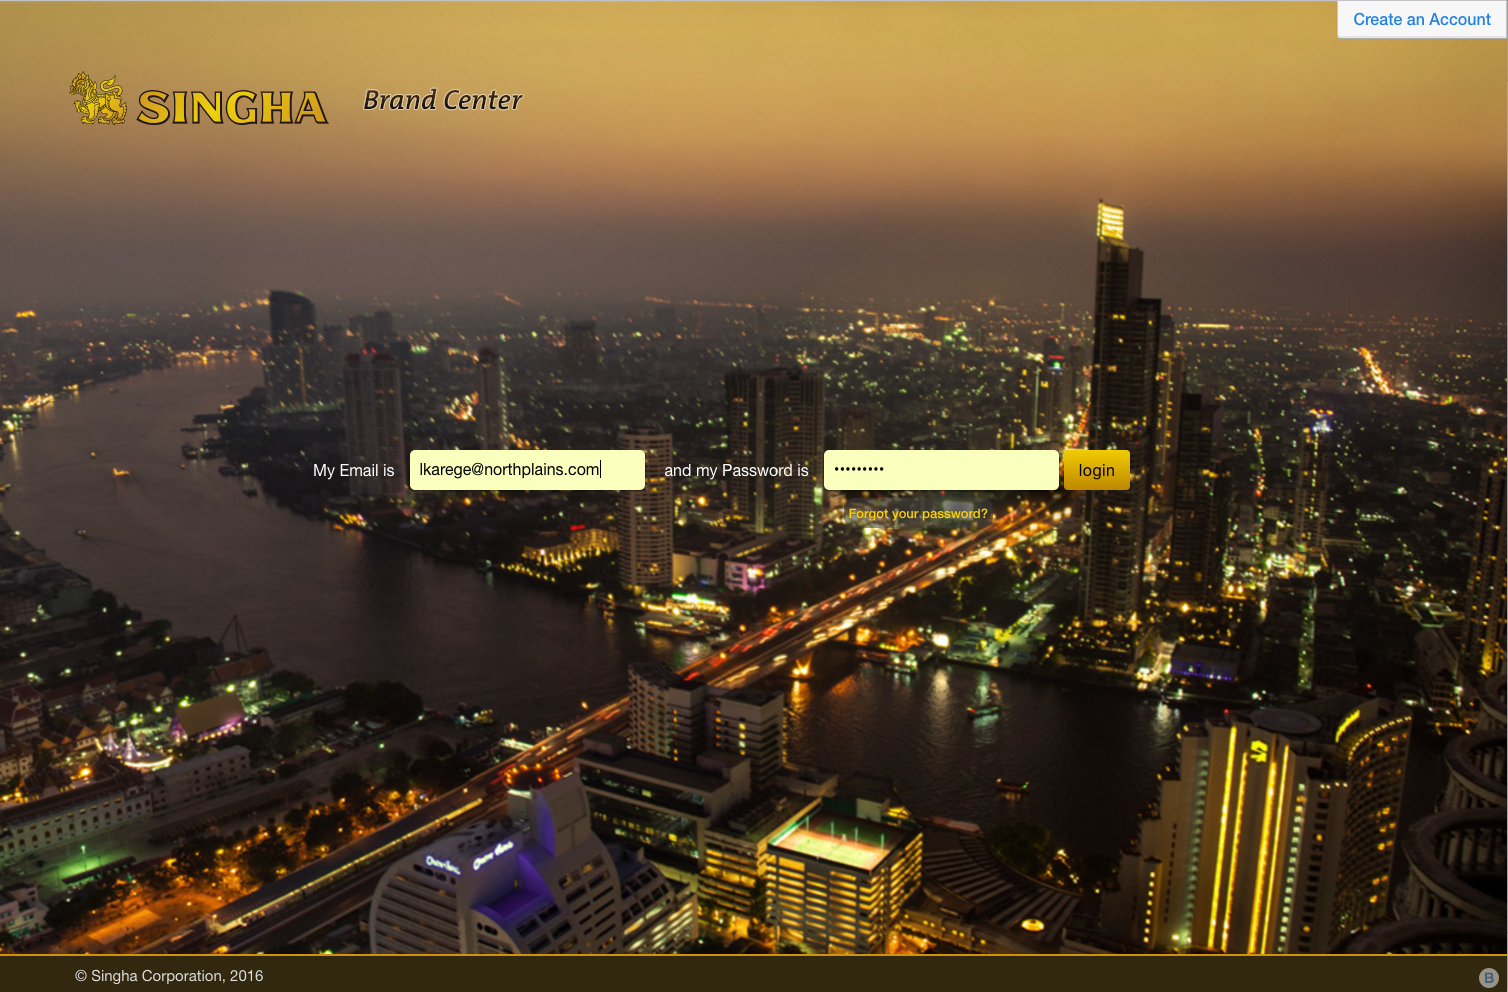 Create an Account
SINGHA Brand Center
My Email is lkarege@northplains.com and my Password is ••••••••• login
Forgot your password?
© Singha Corporation, 2016
B